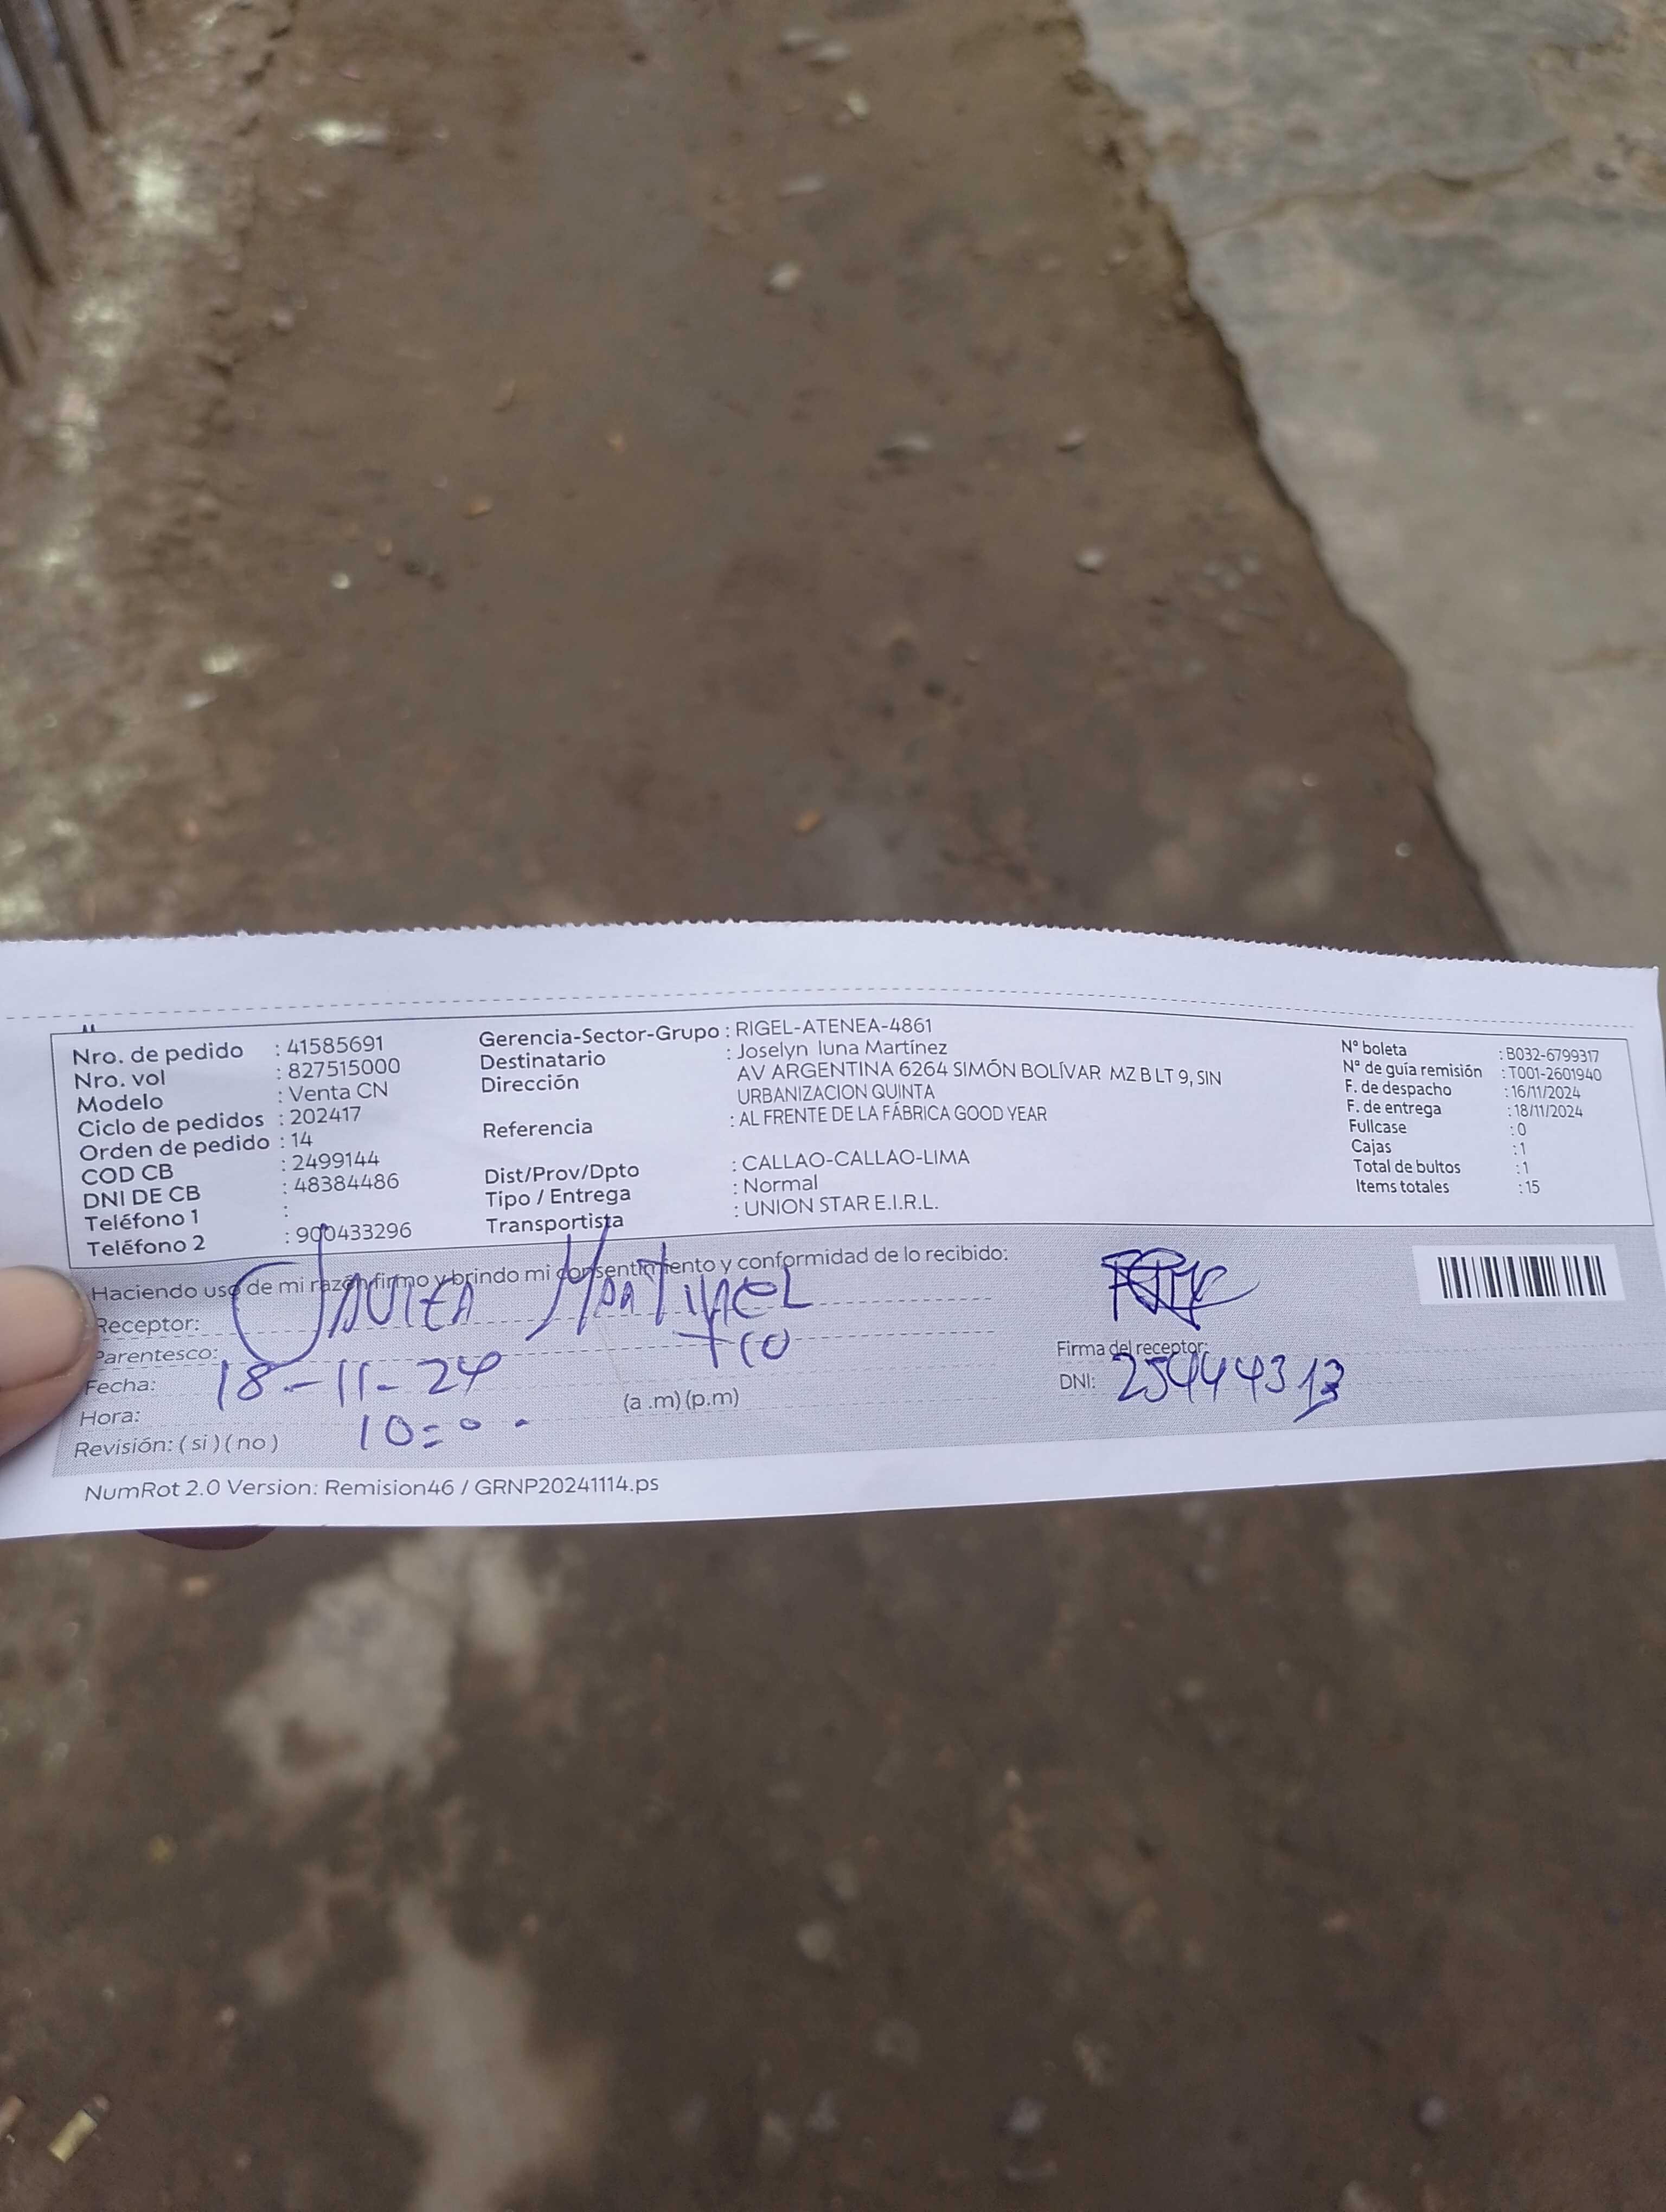 Nro. de pedido : 41585691
Nro. vol : 827515000
Modelo : Venta CN
Ciclo de pedidos : 202417
Orden de pedido : 14
COD CB : 2499144
DNI DE CB : 48384486
Teléfono 1 :
Teléfono 2 : 900433296
Gerencia-Sector-Grupo : RIGEL-ATENEA-4861
Destinatario : Joselyn luna Martínez
Dirección AV ARGENTINA 6264 SIMÓN BOLÍVAR MZ B LT 9, SIN
URBANIZACION QUINTA
Referencia : AL FRENTE DE LA FÁBRICA GOOD YEAR
Dist/Prov/Dpto : CALLAO-CALLAO-LIMA
Tipo / Entrega : Normal
Transportista : UNION STAR E.I.R.L.
N° boleta : B032-6799317
N° de guía remisión : T001-2601940
F. de despacho : 16/11/2024
F. de entrega : 18/11/2024
Fullcase : 0
Cajas : 1
Total de bultos : 1
Items totales : 15
Haciendo uso de mi razón firmo y brindo mi consentimiento y conformidad de lo recibido:
Receptor: JAVIER MARTINEZ
Parentesco: TIO
Fecha: 18-11-24
Hora: 10=0 (a .m) (p.m)
Revisión: ( si ) ( no )
Firma del receptor:
DNI:
NumRot 2.0 Version: Remision46 / GRNP20241114.ps